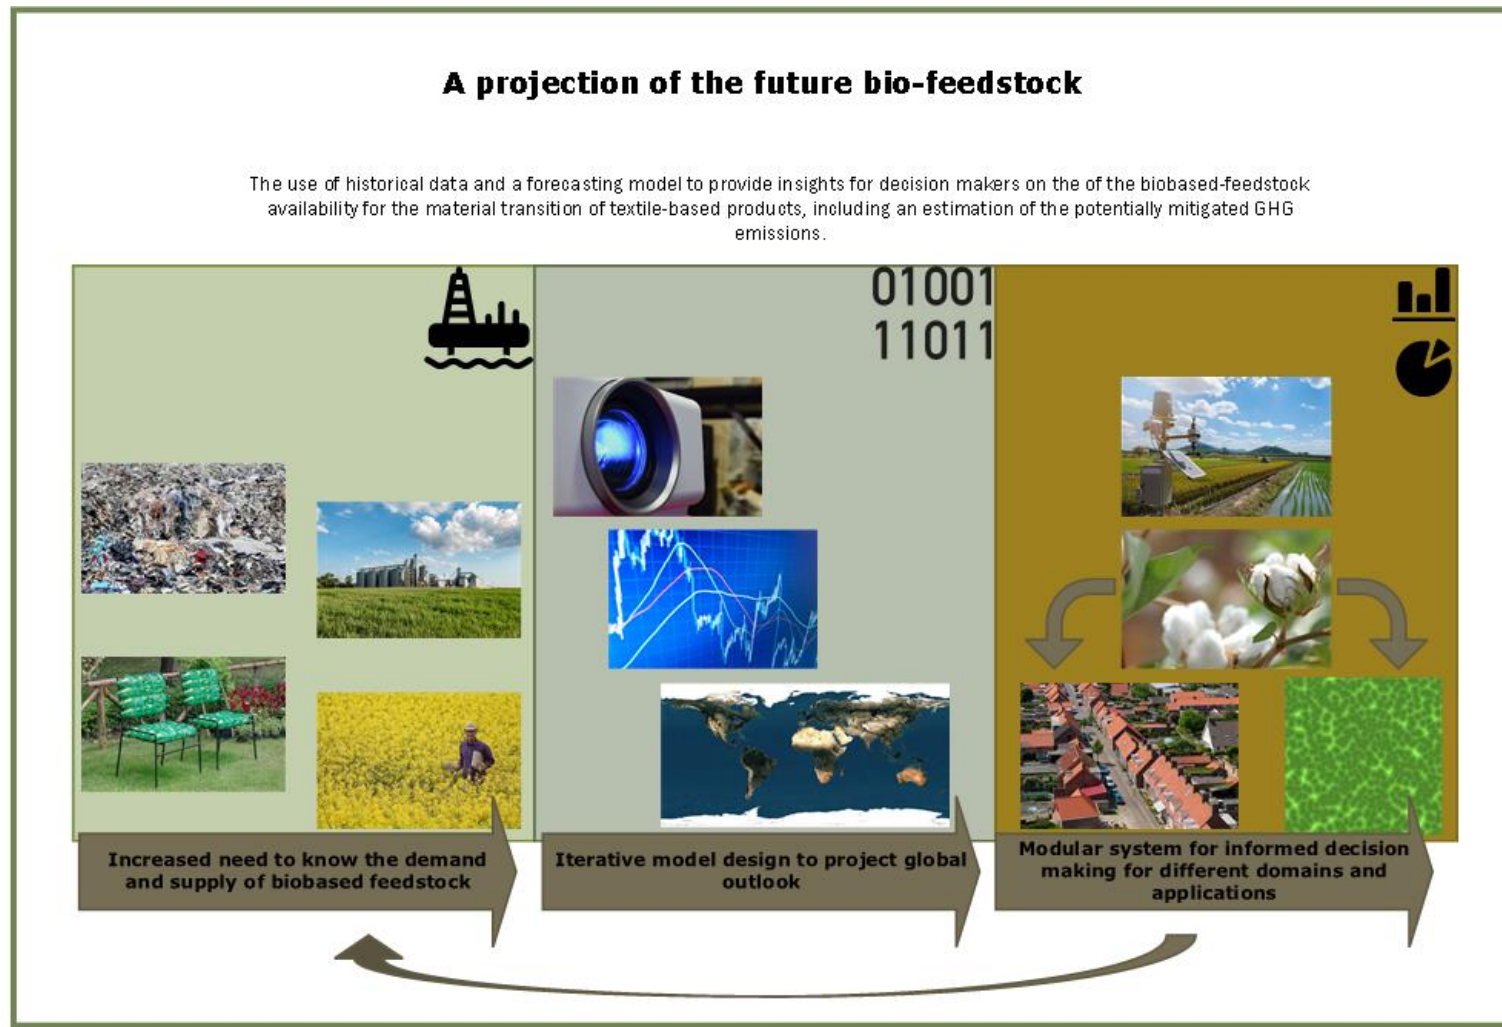 A projection of the future bio-feedstock
The use of historical data and a forecasting model to provide insights for decision makers on the of the biobased-feedstock
availability for the material transition of textile-based products, including an estimation of the potentially mitigated GHG
emissions.
01001
11011
Increased need to know the demand
and supply of biobased feedstock
Iterative model design to project global
outlook
Modular system for informed decision
making for different domains and
applications